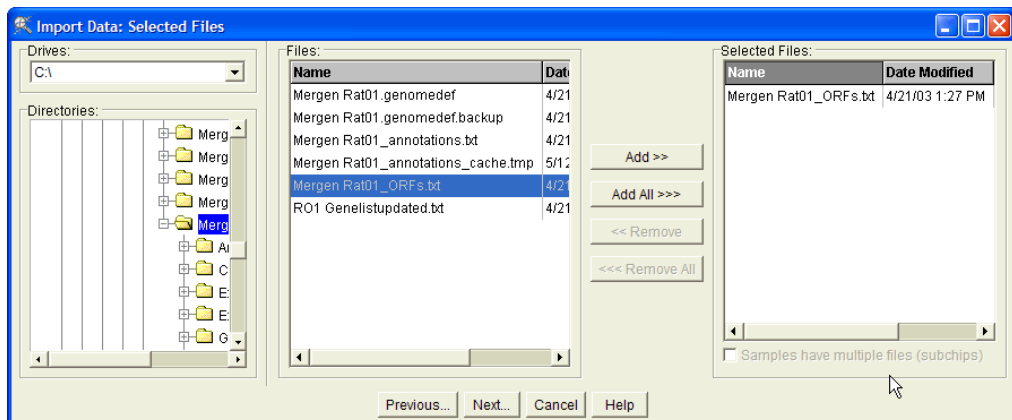 Import Data: Selected Files
Drives:
C:\
Directories:
Merg
Merg
Merg
Merg
Merg
C
E
G
Files:
Name Dat
Mergen Rat01.genomedef 4/21
Mergen Rat01.genomedef.backup 4/21
Mergen Rat01_annotations.txt 4/21
Mergen Rat01_annotations_cache.tmp 5/12
Mergen Rat01_ORFs.txt 4/21
RO1 Genelistupdated.txt 4/21
Add >>
Add All >>>
<< Remove
<<< Remove All
Selected Files:
Name Date Modified
Mergen Rat01_ORFs.txt 4/21/03 1:27 PM
Samples have multiple files (subchips)
Previous... Next... Cancel Help